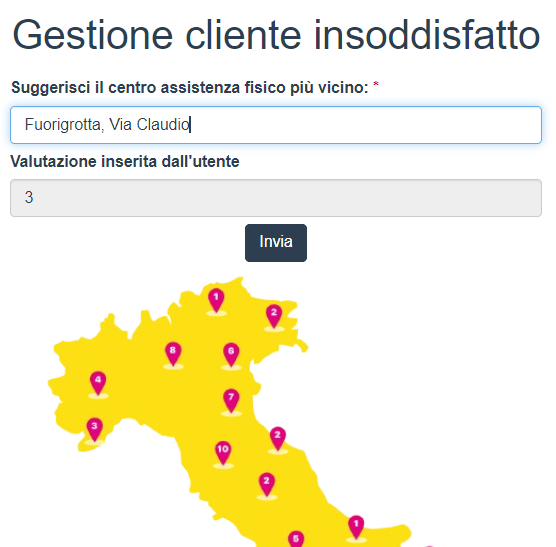 Gestione cliente insoddisfatto
Suggerisci il centro assistenza fisico più vicino: *
Fuorigrotta, Via Claudio
Valutazione inserita dall'utente
3
Invia
1
2
8
6
4
7
3
2
10
2
1
5